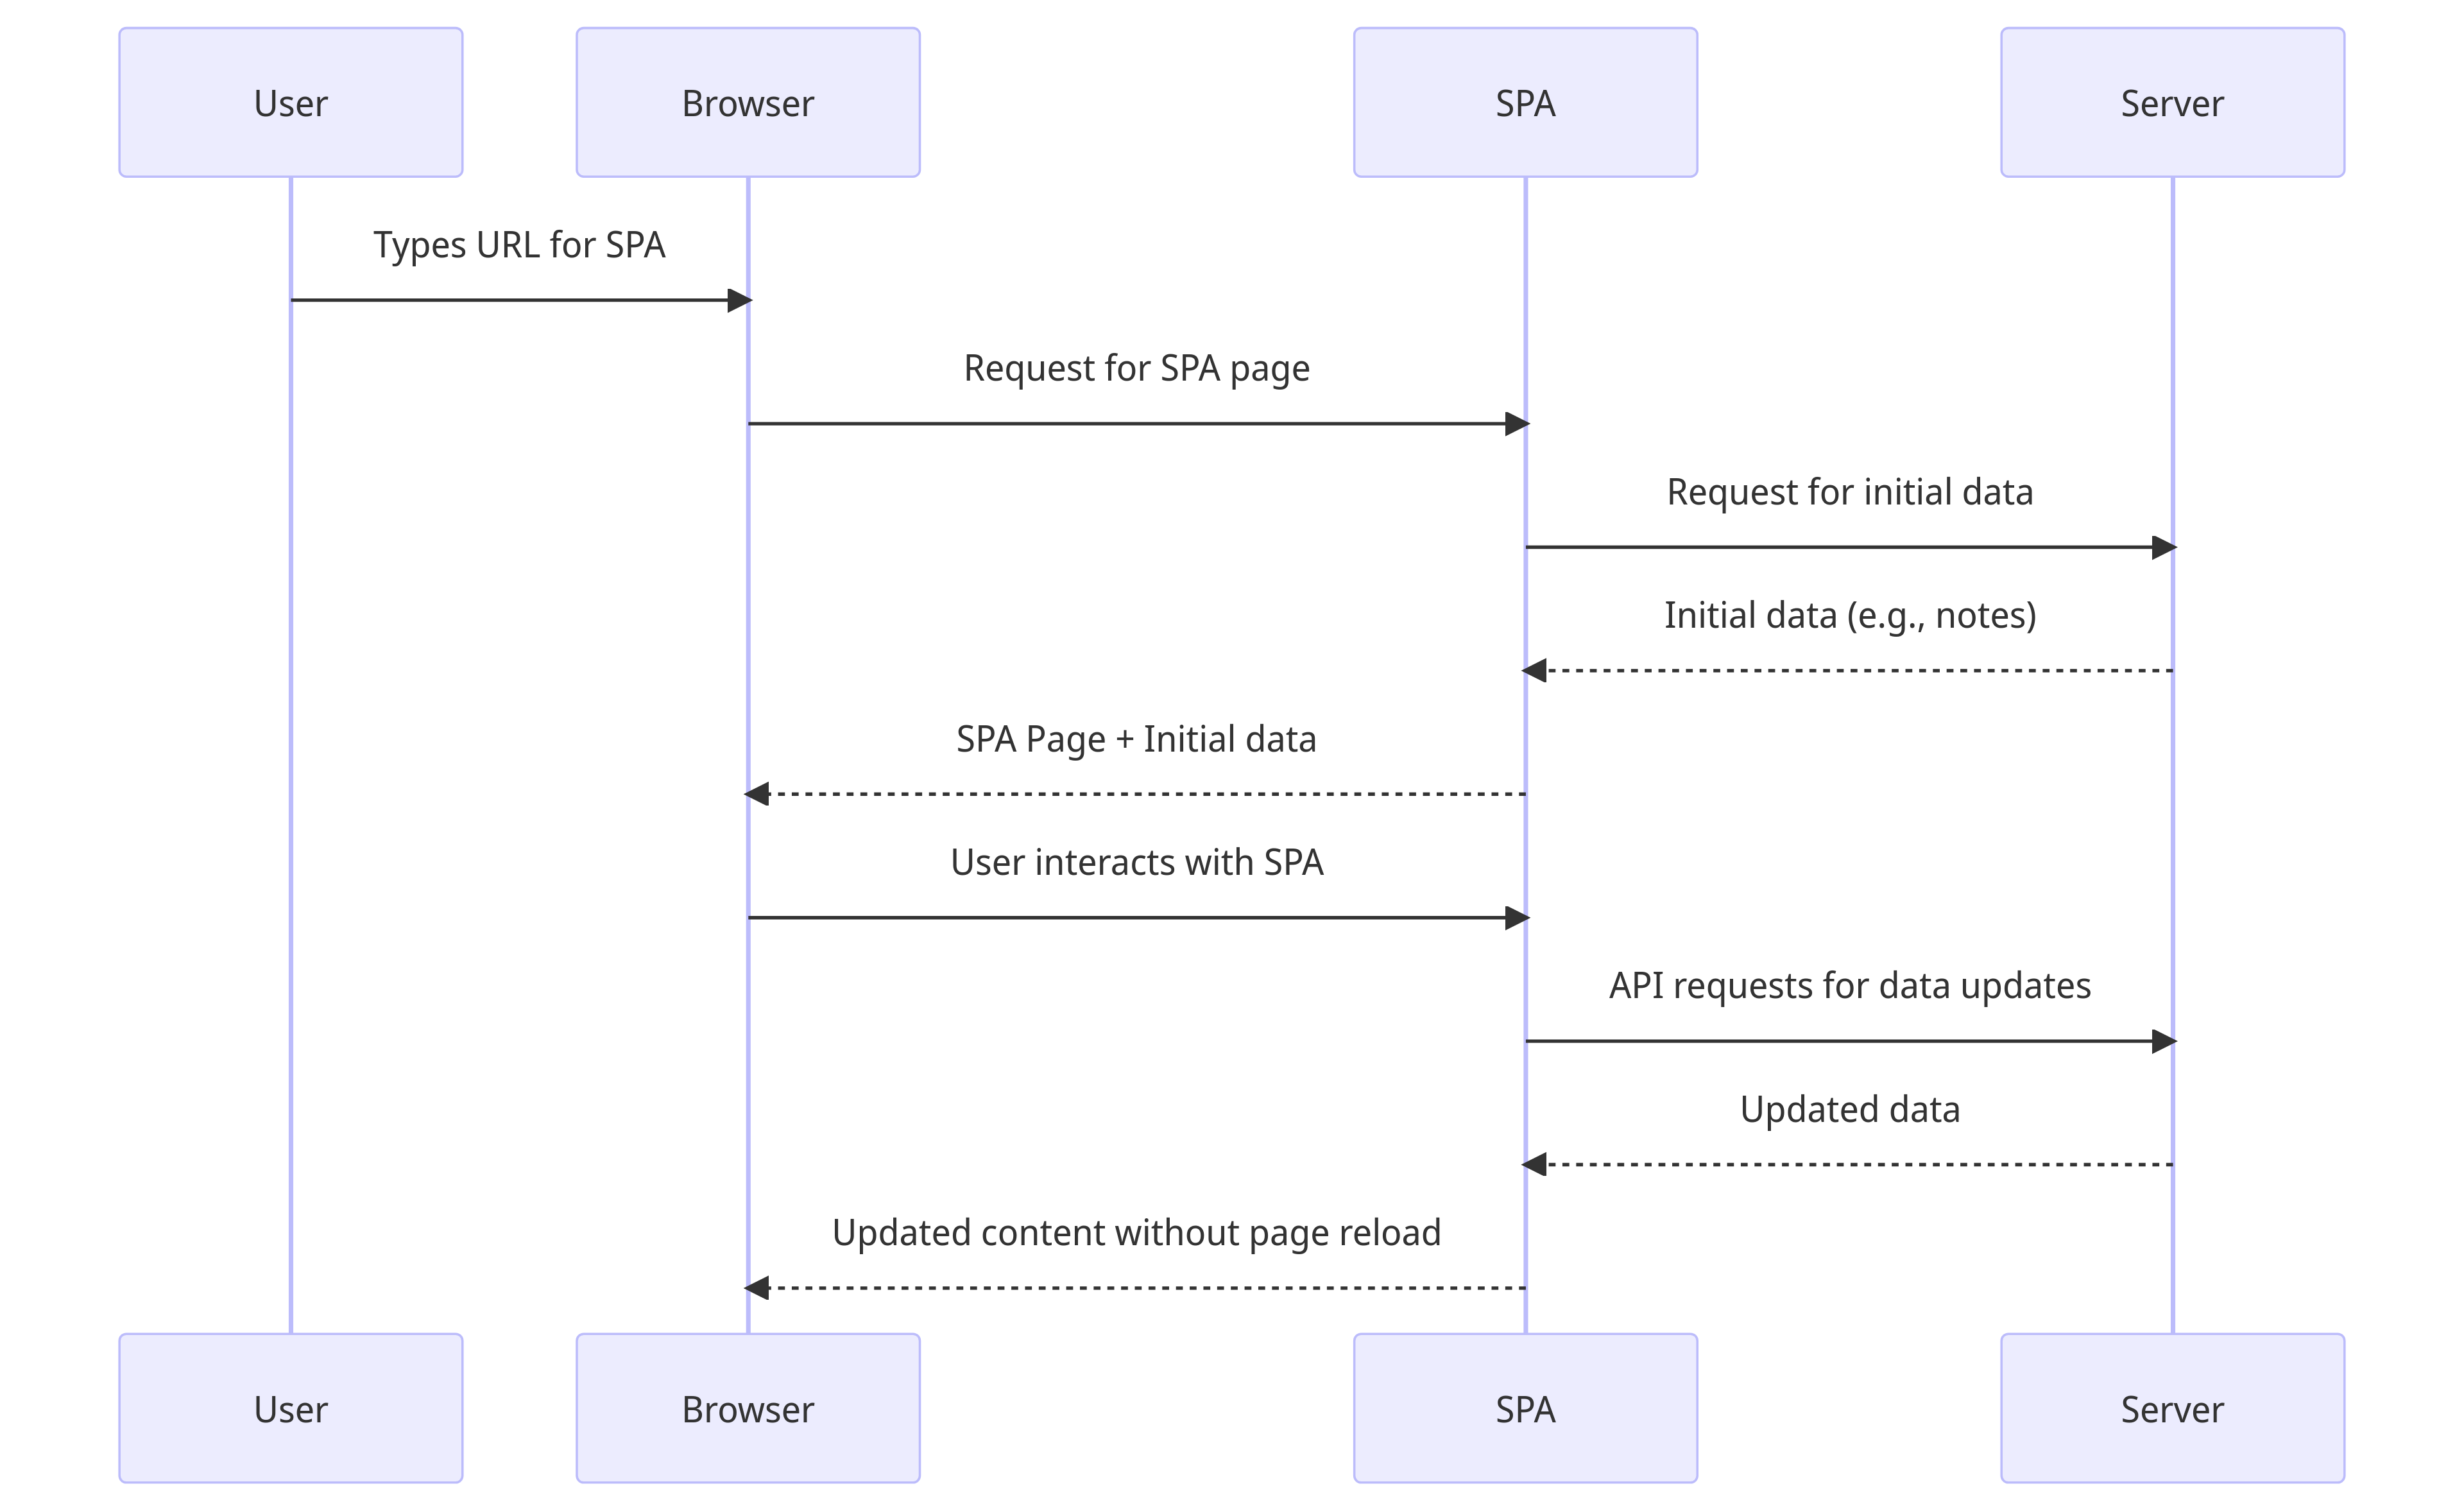 User
Browser
SPA
Server
Types URL for SPA
Request for SPA page
Request for initial data
Initial data (e.g., notes)
SPA Page + Initial data
User interacts with SPA
API requests for data updates
Updated data
Updated content without page reload
User
Browser
SPA
Server